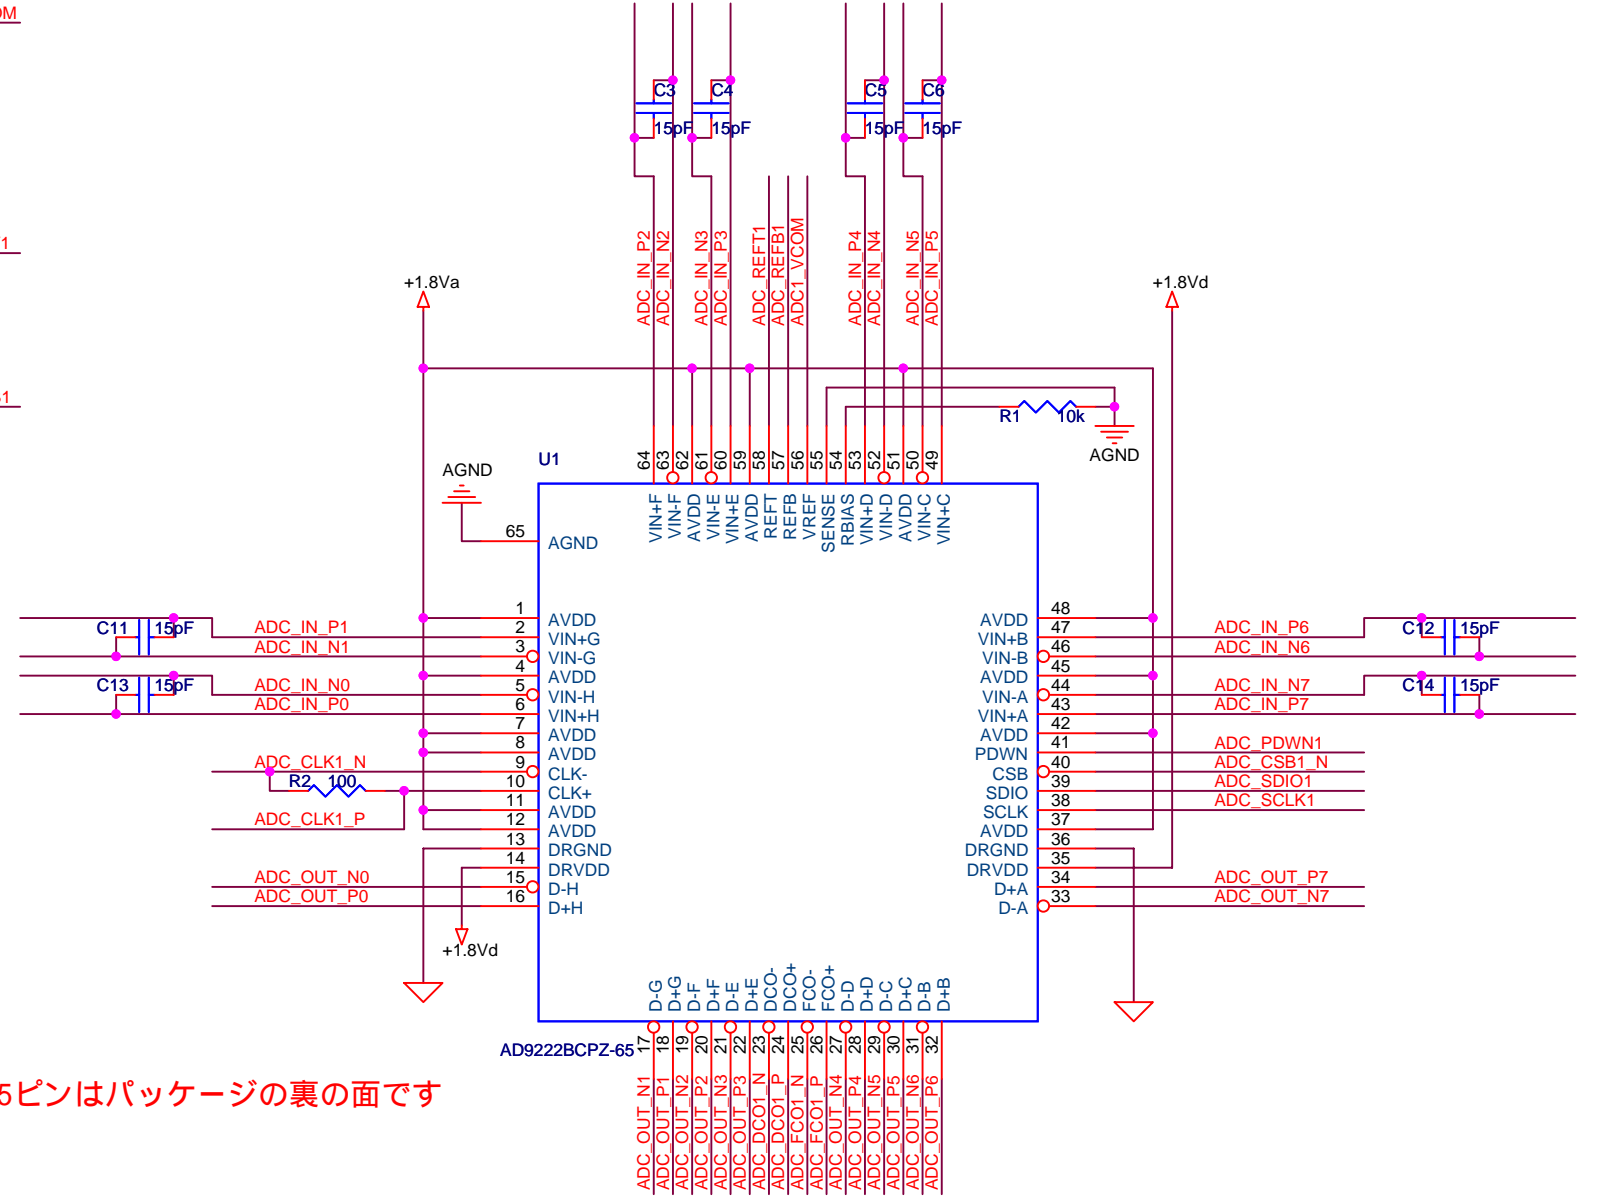 OM
1
1
C3
C4
C5
C6
15pF
15pF
15pF
15pF
ADC_IN_P2
ADC_IN_N2
ADC_IN_N3
ADC_IN_P3
ADC_REFT1
ADC_REFB1
ADC1_VCOM
ADC_IN_P4
ADC_IN_N4
ADC_IN_N5
ADC_IN_P5
+1.8Va
+1.8Vd
R1 10k
AGND
AGND
U1
64 63 62 61 60 59 58 57 56 55 54 53 52 51 50 49
VIN+F
VIN-F
AVDD
VIN-E
VIN+E
AVDD
REFT
REFB
VREF
SENSE
RBIAS
VIN+D
VIN-D
AVDD
VIN-C
VIN+C
65 AGND
1 AVDD
C11 15pF ADC_IN_P1 2 VIN+G
ADC_IN_N1 3 VIN-G
4 AVDD
C13 15pF ADC_IN_N0 5 VIN-H
ADC_IN_P0 6 VIN+H
7 AVDD
8 AVDD
ADC_CLK1_N 9 CLK-
R2 100 10 CLK+
11 AVDD
ADC_CLK1_P 12 AVDD
13 DRGND
14 DRVDD
ADC_OUT_N0 15 D-H
ADC_OUT_P0 16 D+H
+1.8Vd
AVDD 48
VIN+B 47 ADC_IN_P6 C12 15pF
VIN-B 46 ADC_IN_N6
AVDD 45
VIN-A 44 ADC_IN_N7 C14 15pF
VIN+A 43 ADC_IN_P7
AVDD 42
PDWN 41 ADC_PDWN1
CSB 40 ADC_CSB1_N
SDIO 39 ADC_SDIO1
SCLK 38 ADC_SCLK1
AVDD 37
DRGND 36
DRVDD 35
D+A 34 ADC_OUT_P7
D-A 33 ADC_OUT_N7
D-G
D+G
D-F
D+F
D-E
D+E
DCO-
DCO+
FCO-
FCO+
D-D
D+D
D-C
D+C
D-B
D+B
AD9222BCPZ-65
17 18 19 20 21 22 23 24 25 26 27 28 29 30 31 32
ADC_OUT_N1
ADC_OUT_P1
ADC_OUT_N2
ADC_OUT_P2
ADC_OUT_N3
ADC_OUT_P3
ADC_DCO1_N
ADC_DCO1_P
ADC_FCO1_N
ADC_FCO1_P
ADC_OUT_N4
ADC_OUT_P4
ADC_OUT_N5
ADC_OUT_P5
ADC_OUT_N6
ADC_OUT_P6
5ピンはパッケージの裏の面です